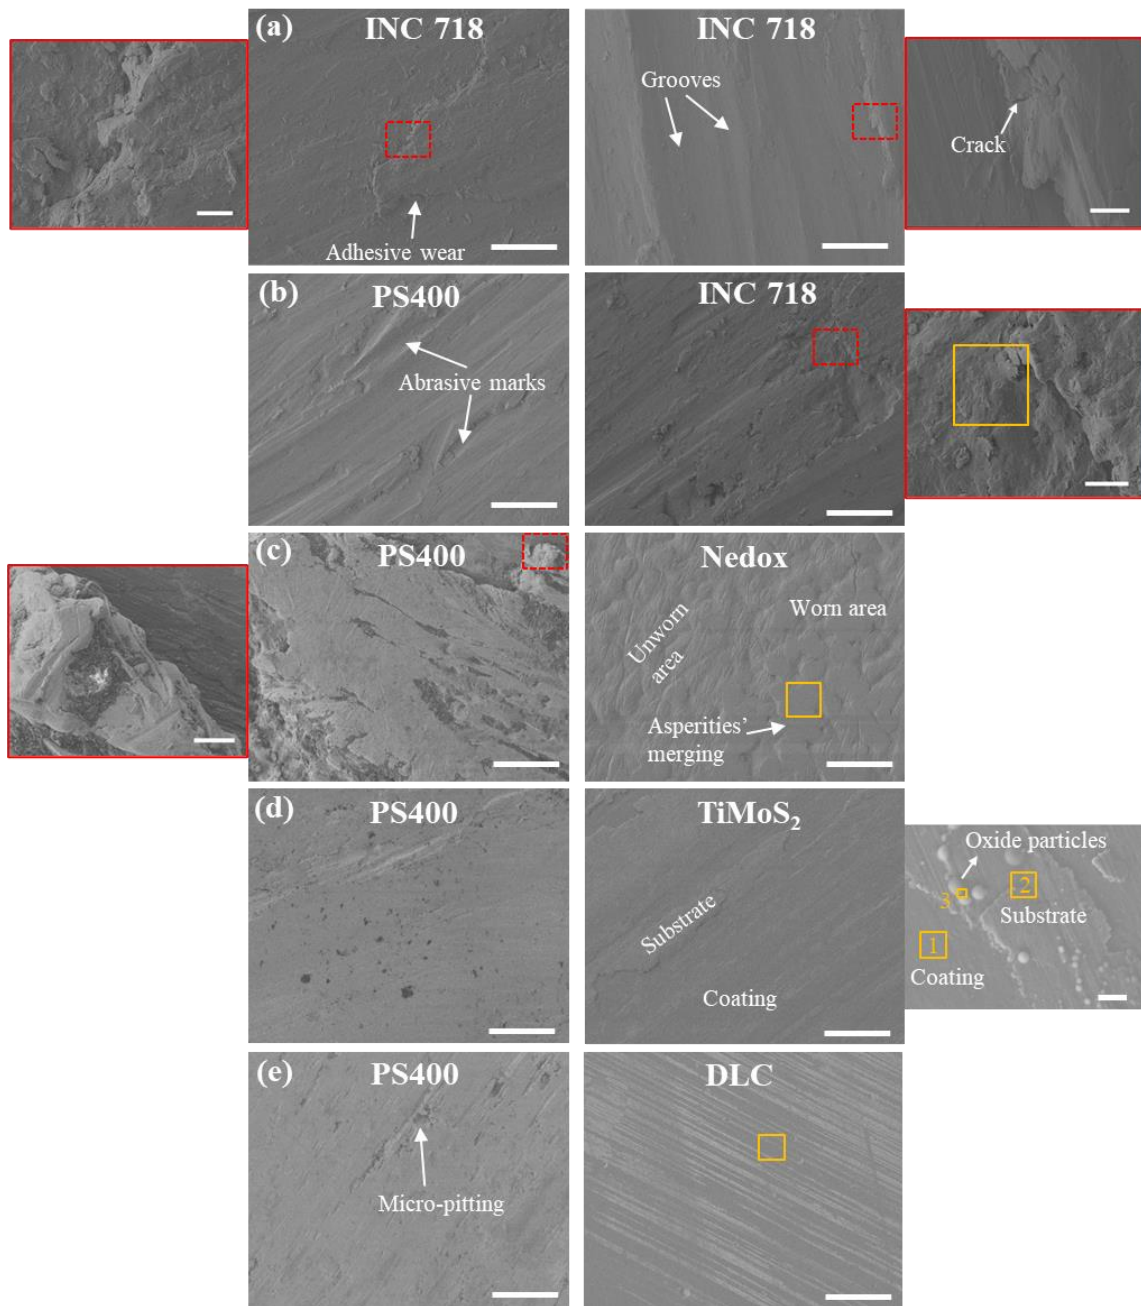 (a)
INC 718
Adhesive wear
INC 718
Grooves
Crack
(b)
PS400
Abrasive marks
INC 718
(c)
PS400
Nedox
Unworn
area
Worn area
Asperities’
merging
(d)
PS400
TiMoS₂
Substrate
Coating
Oxide particles
3
2
Substrate
1
Coating
(e)
PS400
Micro-pitting
DLC